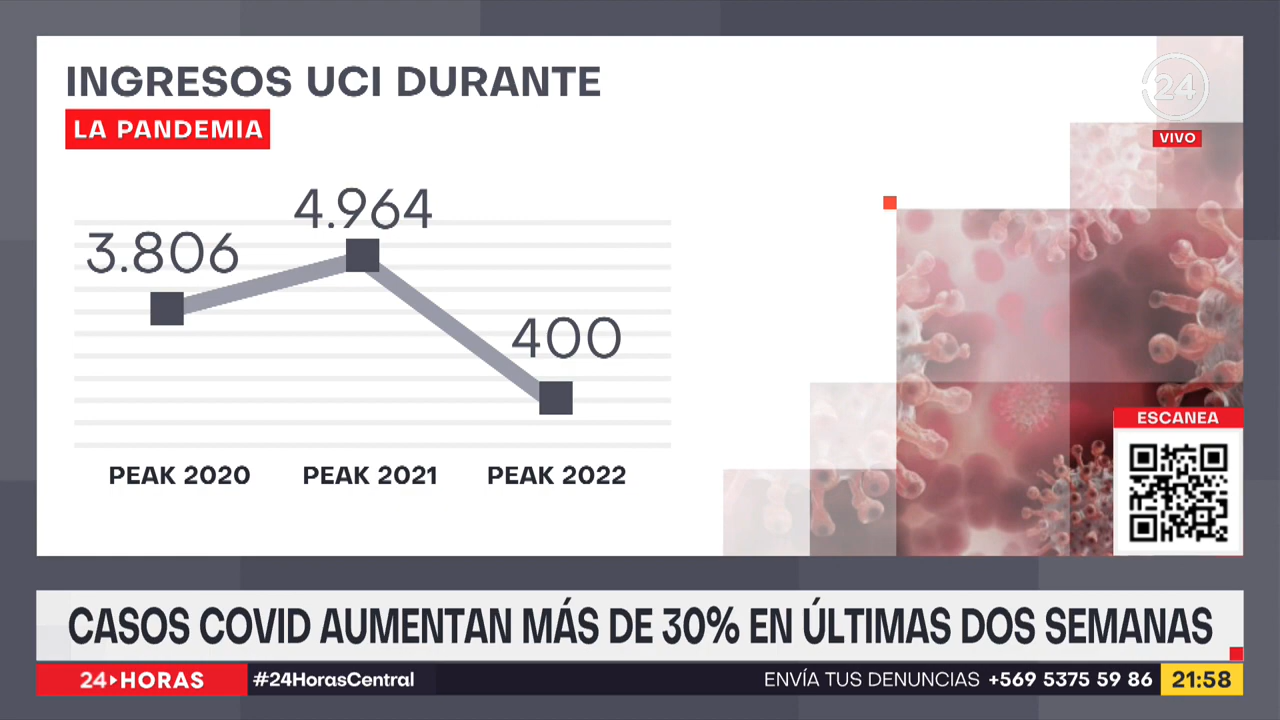 INGRESOS UCI DURANTE
LA PANDEMIA
24
VIVO
4.964
3.806
400
PEAK 2020 PEAK 2021 PEAK 2022
ESCANEA
CASOS COVID AUMENTAN MÁS DE 30% EN ÚLTIMAS DOS SEMANAS
24 HORAS #24HorasCentral ENVÍA TUS DENUNCIAS +569 5375 59 86 21:58